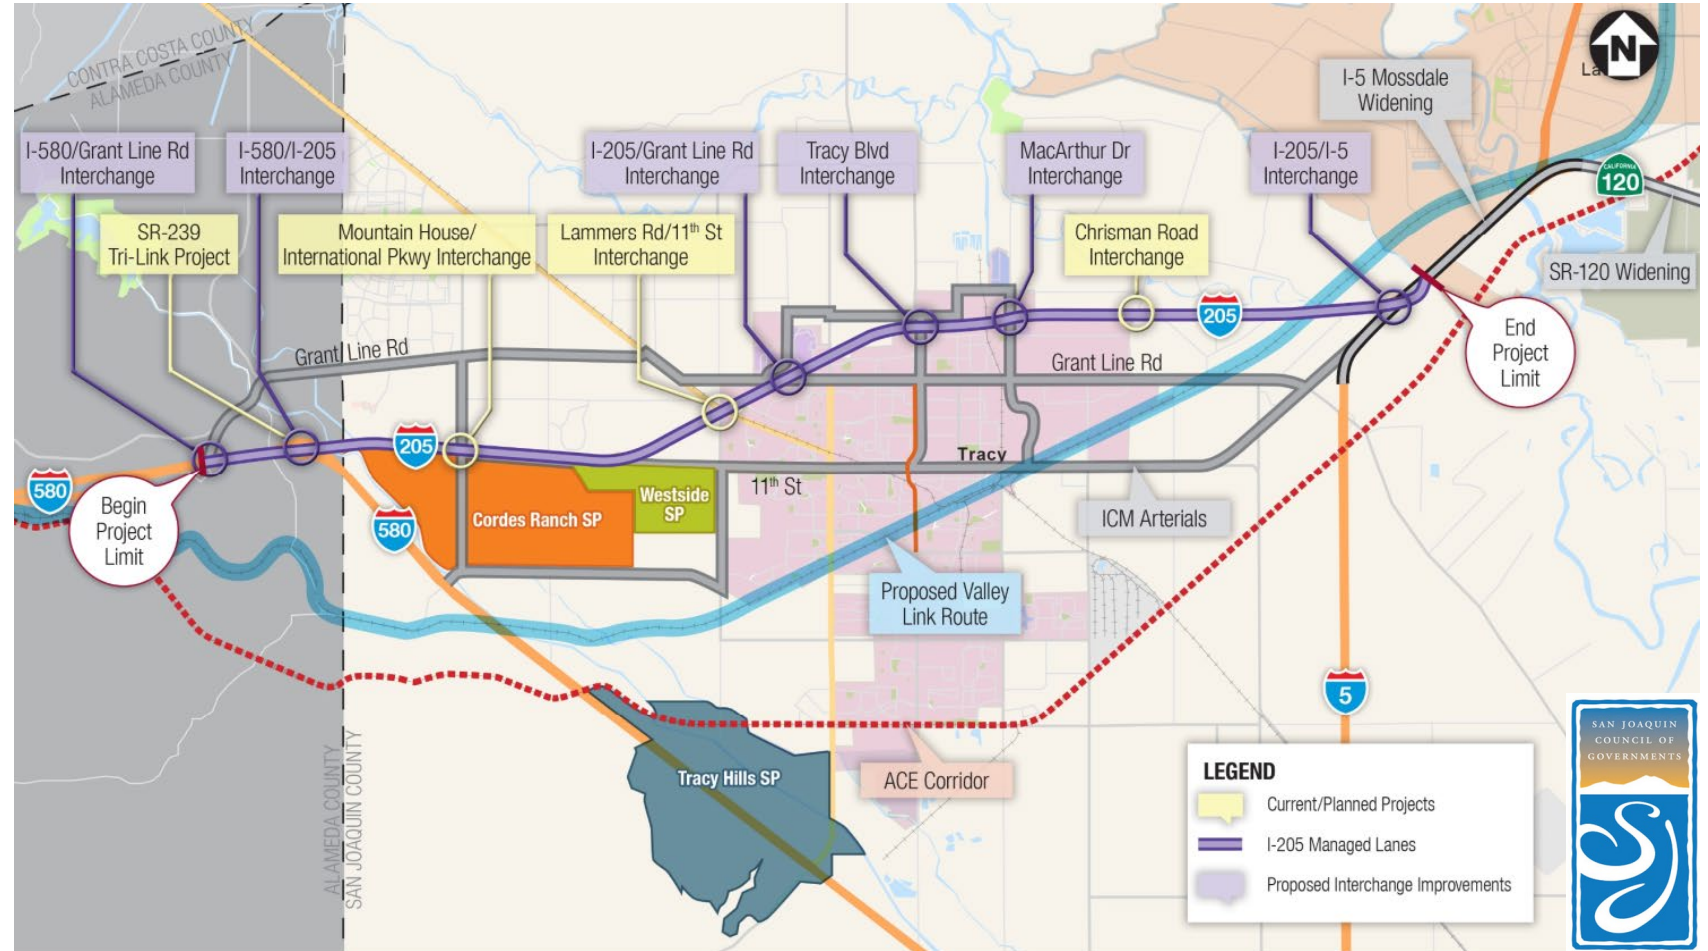 CONTRA COSTA COUNTY
ALAMEDA COUNTY
N
I-5 Mossdale
Widening
I-580/Grant Line Rd
Interchange
I-580/I-205
Interchange
I-205/Grant Line Rd
Interchange
Tracy Blvd
Interchange
MacArthur Dr
Interchange
I-205/I-5
Interchange
CALIFORNIA
120
SR-239
Tri-Link Project
Mountain House/
International Pkwy Interchange
Lammers Rd/11th St
Interchange
Chrisman Road
Interchange
SR-120 Widening
205
End
Project
Limit
Grant Line Rd
Grant Line Rd
205
Tracy
580
Begin
Project
Limit
580
Cordes Ranch SP
Westside
SP
11th St
ICM Arterials
Proposed Valley
Link Route
5
Tracy Hills SP
ACE Corridor
ALAMEDA COUNTY
SAN JOAQUIN COUNTY
LEGEND
Current/Planned Projects
I-205 Managed Lanes
Proposed Interchange Improvements
SAN JOAQUIN
COUNCIL OF
GOVERNMENTS